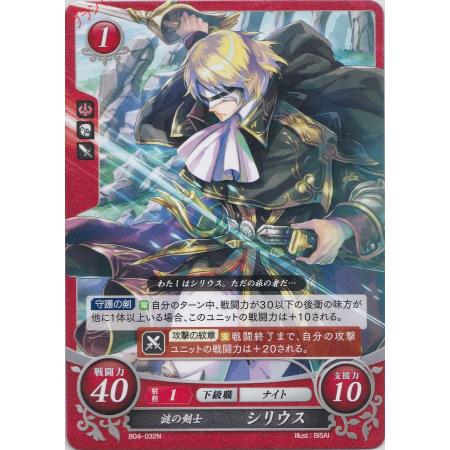 1
わたしはシリウス。ただの旅の者だ…
守護の剣 常 自分のターン中、戦闘力が30以下の後衛の味方が
他に1体以上いる場合、このユニットの戦闘力は＋10される。
攻撃の紋章 支 戦闘終了まで、自分の攻撃
ユニットの戦闘力は＋20される。
戦闘力
40
射程 1 下級職 ナイト
支援力
10
謎の剣士 シリウス
B04-032N
Illust : BISAI